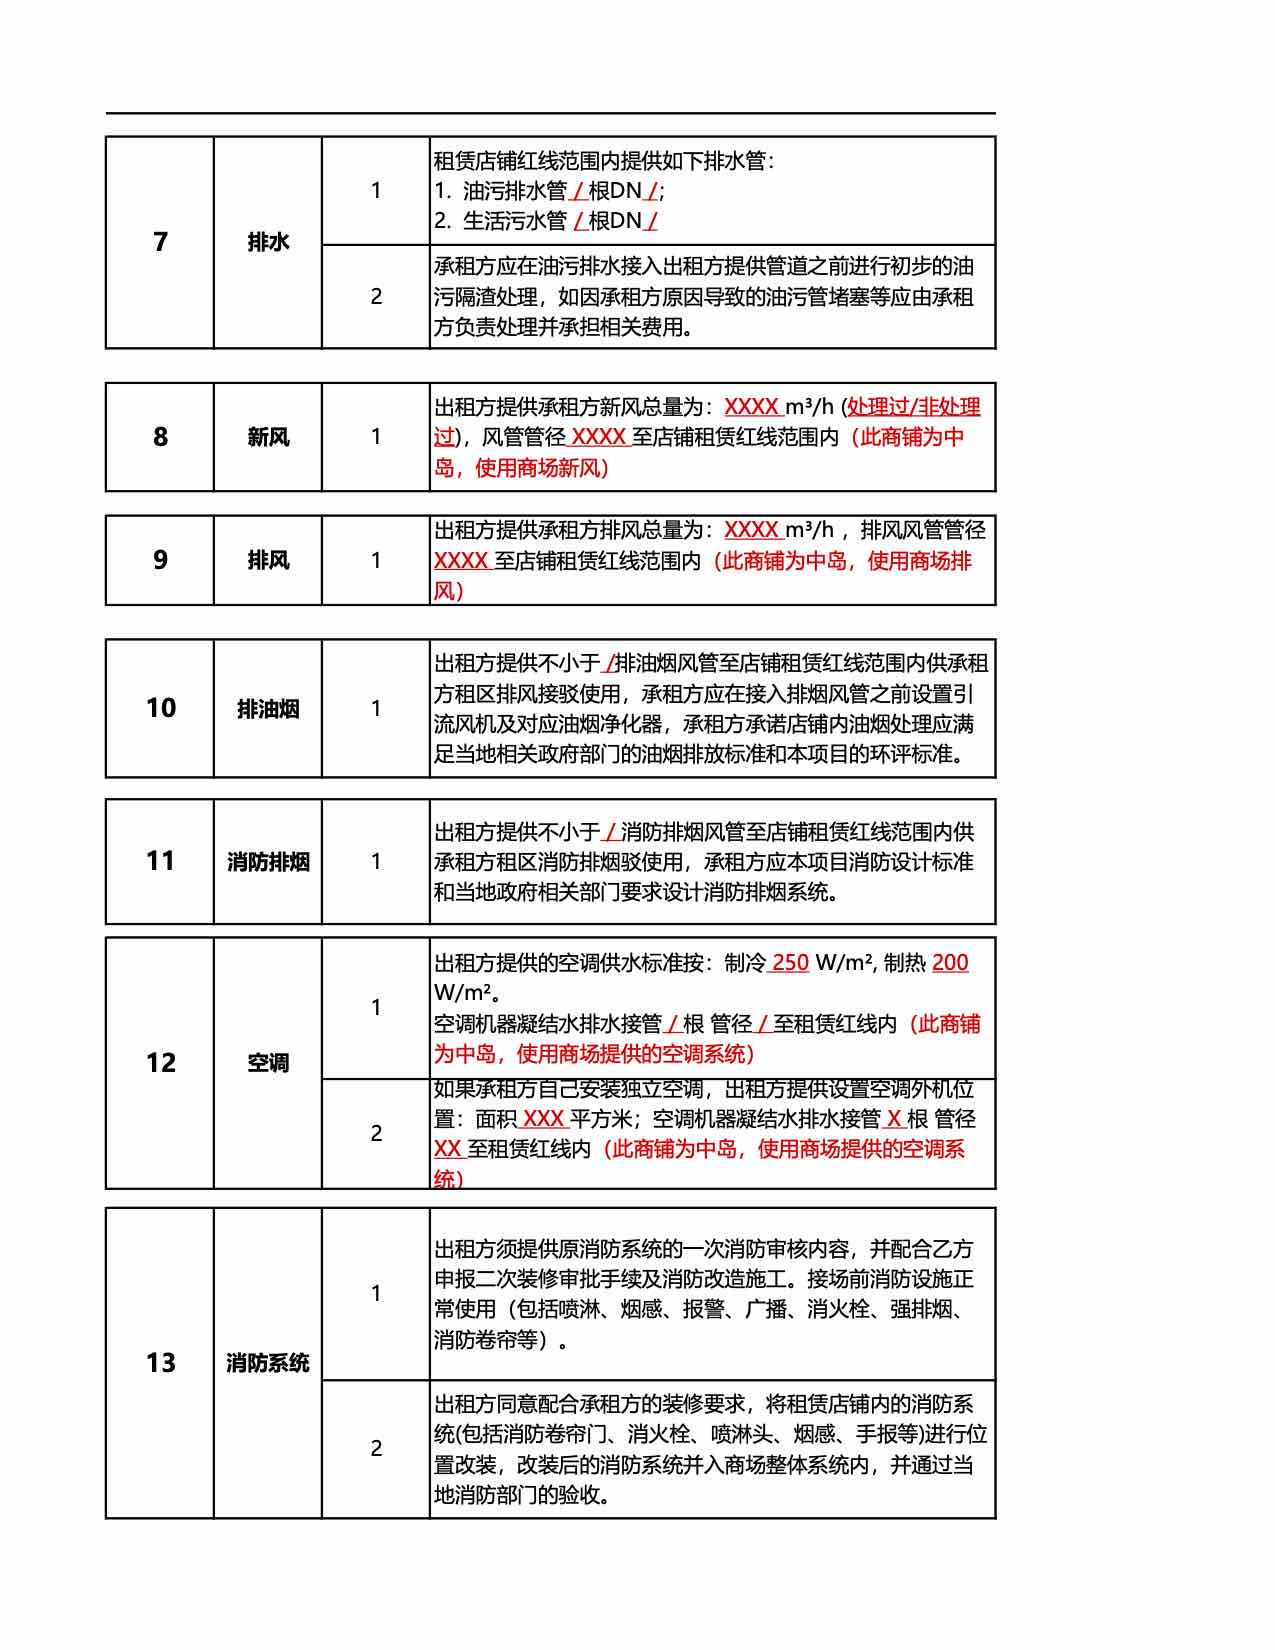 7
排水
1
租赁店铺红线范围内提供如下排水管：
1. 油污排水管 / 根DN /;
2. 生活污水管 / 根DN /
2
承租方应在油污排水接入出租方提供管道之前进行初步的油
污隔渣处理，如因承租方原因导致的油污管堵塞等应由承租
方负责处理并承担相关费用。
8
新风
1
出租方提供承租方新风总量为：XXXX m³/h (处理过/非处理
过)，风管管径 XXXX 至店铺租赁红线范围内（此商铺为中
岛，使用商场新风）
9
排风
1
出租方提供承租方排风总量为：XXXX m³/h ，排风风管管径
XXXX 至店铺租赁红线范围内（此商铺为中岛，使用商场排
风）
10
排油烟
1
出租方提供不小于 /排油烟风管至店铺租赁红线范围内供承租
方租区排风接驳使用，承租方应在接入排烟风管之前设置引
流风机及对应油烟净化器，承租方承诺店铺内油烟处理应满
足当地相关政府部门的油烟排放标准和本项目的环评标准。
11
消防排烟
1
出租方提供不小于 / 消防排烟风管至店铺租赁红线范围内供
承租方租区消防排烟驳使用，承租方应本项目消防设计标准
和当地政府相关部门要求设计消防排烟系统。
12
空调
1
出租方提供的空调供水标准按：制冷 250 W/m², 制热 200
W/m²。
空调机器凝结水排水接管 / 根 管径 / 至租赁红线内（此商铺
为中岛，使用商场提供的空调系统）
2
如果承租方自己安装独立空调，出租方提供设置空调外机位
置：面积 XXX 平方米；空调机器凝结水排水接管 X 根 管径
XX 至租赁红线内（此商铺为中岛，使用商场提供的空调系
统）
13
消防系统
1
出租方须提供原消防系统的一次消防审核内容，并配合乙方
申报二次装修审批手续及消防改造施工。接场前消防设施正
常使用（包括喷淋、烟感、报警、广播、消火栓、强排烟、
消防卷帘等）。
2
出租方同意配合承租方的装修要求，将租赁店铺内的消防系
统(包括消防卷帘门、消火栓、喷淋头、烟感、手报等)进行位
置改装，改装后的消防系统并入商场整体系统内，并通过当
地消防部门的验收。